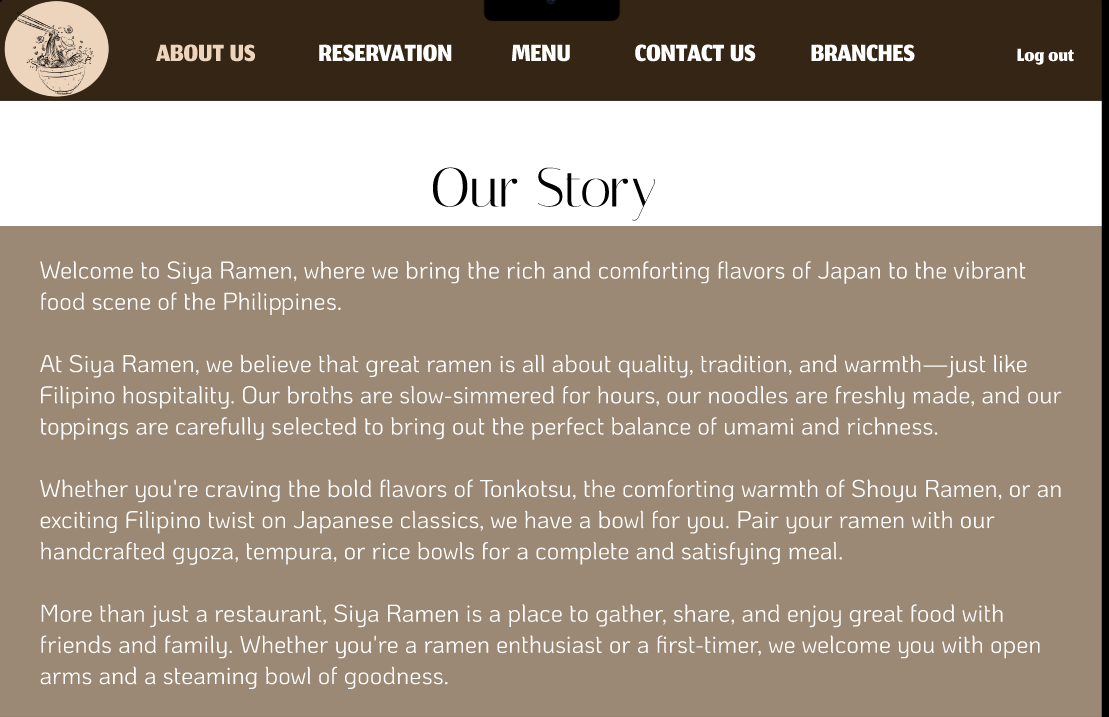 ABOUT US RESERVATION MENU CONTACT US BRANCHES Log out
Our Story
Welcome to Siya Ramen, where we bring the rich and comforting flavors of Japan to the vibrant
food scene of the Philippines.
At Siya Ramen, we believe that great ramen is all about quality, tradition, and warmth—just like
Filipino hospitality. Our broths are slow-simmered for hours, our noodles are freshly made, and our
toppings are carefully selected to bring out the perfect balance of umami and richness.
Whether you're craving the bold flavors of Tonkotsu, the comforting warmth of Shoyu Ramen, or an
exciting Filipino twist on Japanese classics, we have a bowl for you. Pair your ramen with our
handcrafted gyoza, tempura, or rice bowls for a complete and satisfying meal.
More than just a restaurant, Siya Ramen is a place to gather, share, and enjoy great food with
friends and family. Whether you're a ramen enthusiast or a first-timer, we welcome you with open
arms and a steaming bowl of goodness.